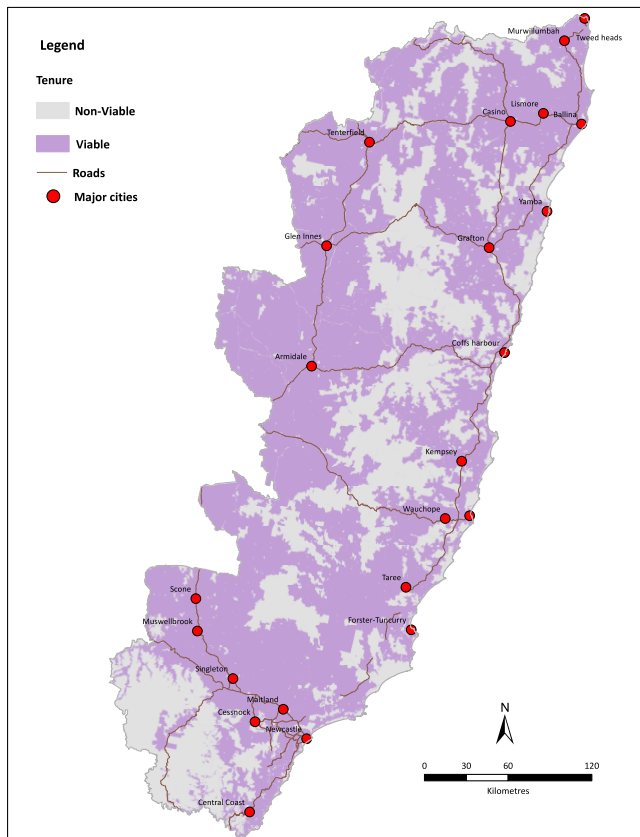 Legend
Tenure
Non-Viable
Viable
Roads
Major cities
Murwillumbah
Tweed heads
Lismore
Casino
Ballina
Tenterfield
Yamba
Glen Innes
Grafton
Coffs harbour
Armidale
Kempsey
Wauchope
Taree
Scone
Forster-Tuncurry
Muswellbrook
Singleton
Maitland
Cessnock
Newcastle
Central Coast
N
0 30 60 120
Kilometres